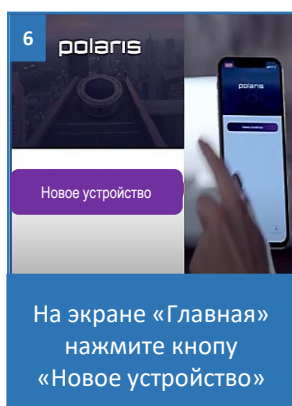 6
polaris
polaris
Новое устройство
На экране «Главная»
нажмите кнопу
«Новое устройство»